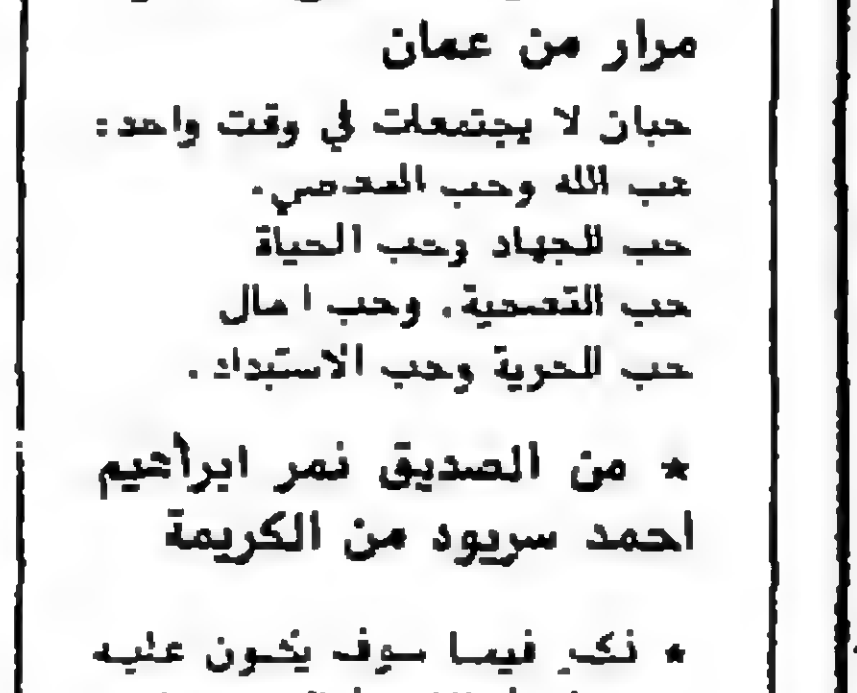 مرار من عمان
حبان لا يجتمعان في وقت واحد:
حب الله وحب المعاصي.
حب الجهاد وحب الحياة
حب التضحية. وحب المال
حب الحرية وحب الاستبداد.
★ من الصديق نمر ابراهيم
احمد سريود من الكريمة
★ فكر فيما سوف يكون عليه